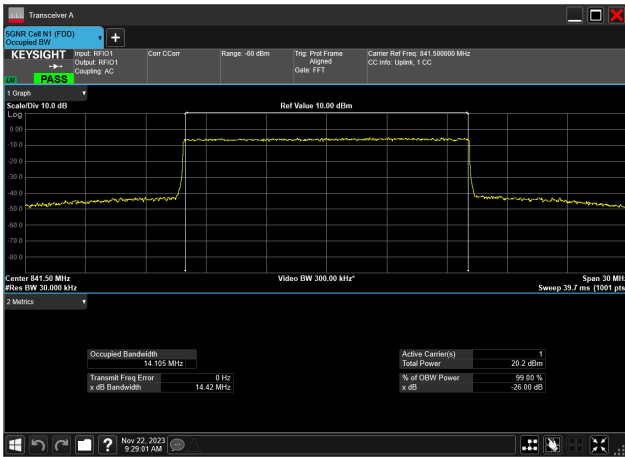 Transceiver A
5GNR Cell N1 (FDD)
Occupied BW
KEYSIGHT
LNI
PASS
Input: RFIO1
Output: RFIO1
Coupling: AC
Corr CCorr
Range: -60 dBm
Trig: Prot Frame
Aligned
Gate: FFT
Carrier Ref Freq: 841.500000 MHz
CC Info: Uplink, 1 CC
1 Graph
Scale/Div 10.0 dB
Ref Value 10.00 dBm
Log
0.00
-10.0
-20.0
-30.0
-40.0
-50.0
-60.0
-70.0
-80.0
Center 841.50 MHz
Video BW 300.00 kHz*
Span 30 MHz
#Res BW 30.000 kHz
Sweep 39.7 ms (1001 pts)
2 Metrics
Occupied Bandwidth
14.105 MHz
Active Carrier(s) 1
Total Power 20.2 dBm
Transmit Freq Error 0 Hz
x dB Bandwidth 14.42 MHz
% of OBW Power 99.00 %
x dB -26.00 dB
?
Nov 22, 2023
9:29:01 AM